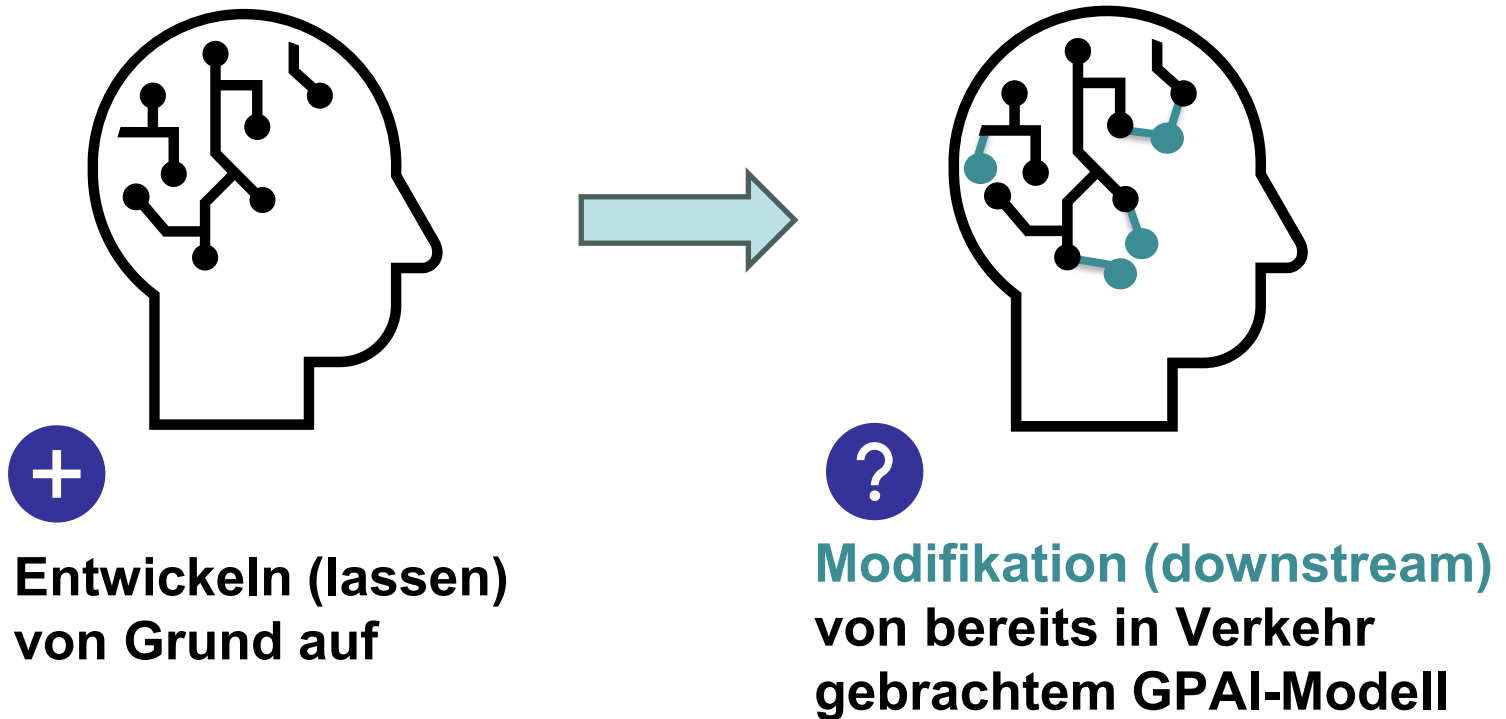 +
?
Entwickeln (lassen)
von Grund auf
Modifikation (downstream)
von bereits in Verkehr
gebrachtem GPAI-Modell